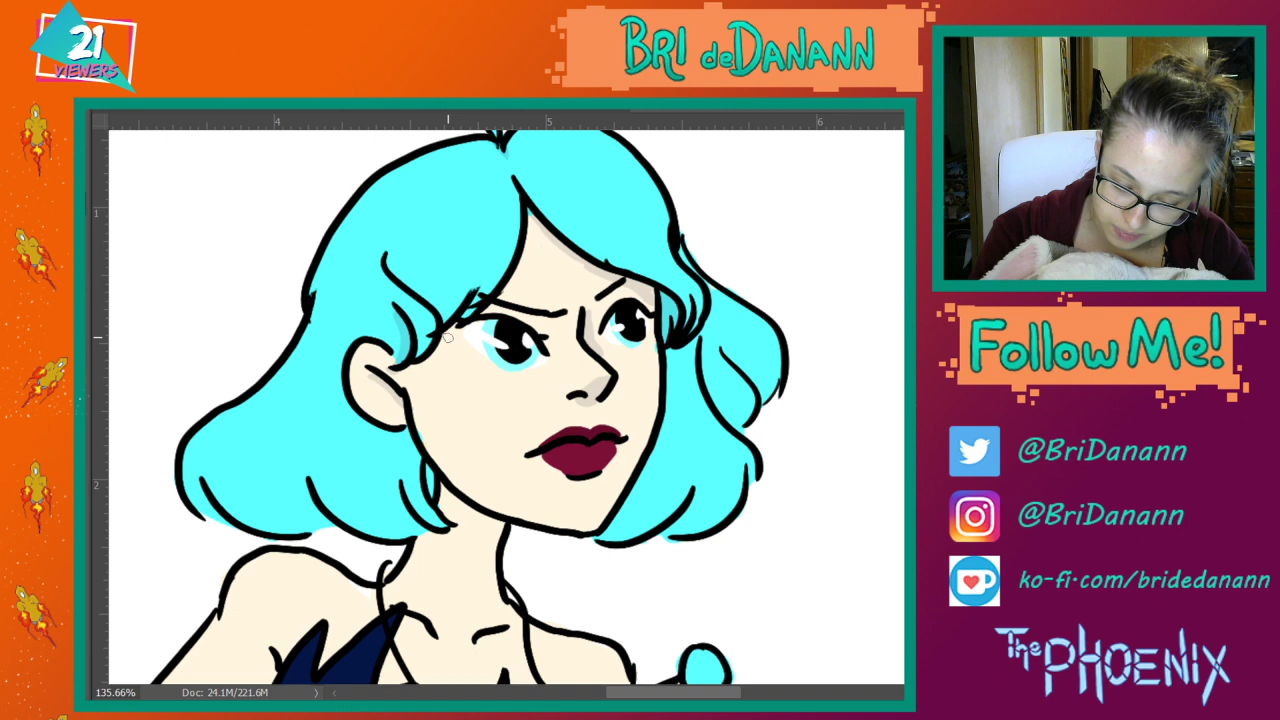 21
VIEWERS
BRI deDANANN
4 5 6
1
2
135.66% Doc: 24.1M/221.6M
Follow Me!
@BriDanann
@BriDanann
ko-fi.com/bridedanann
The PHOENIX